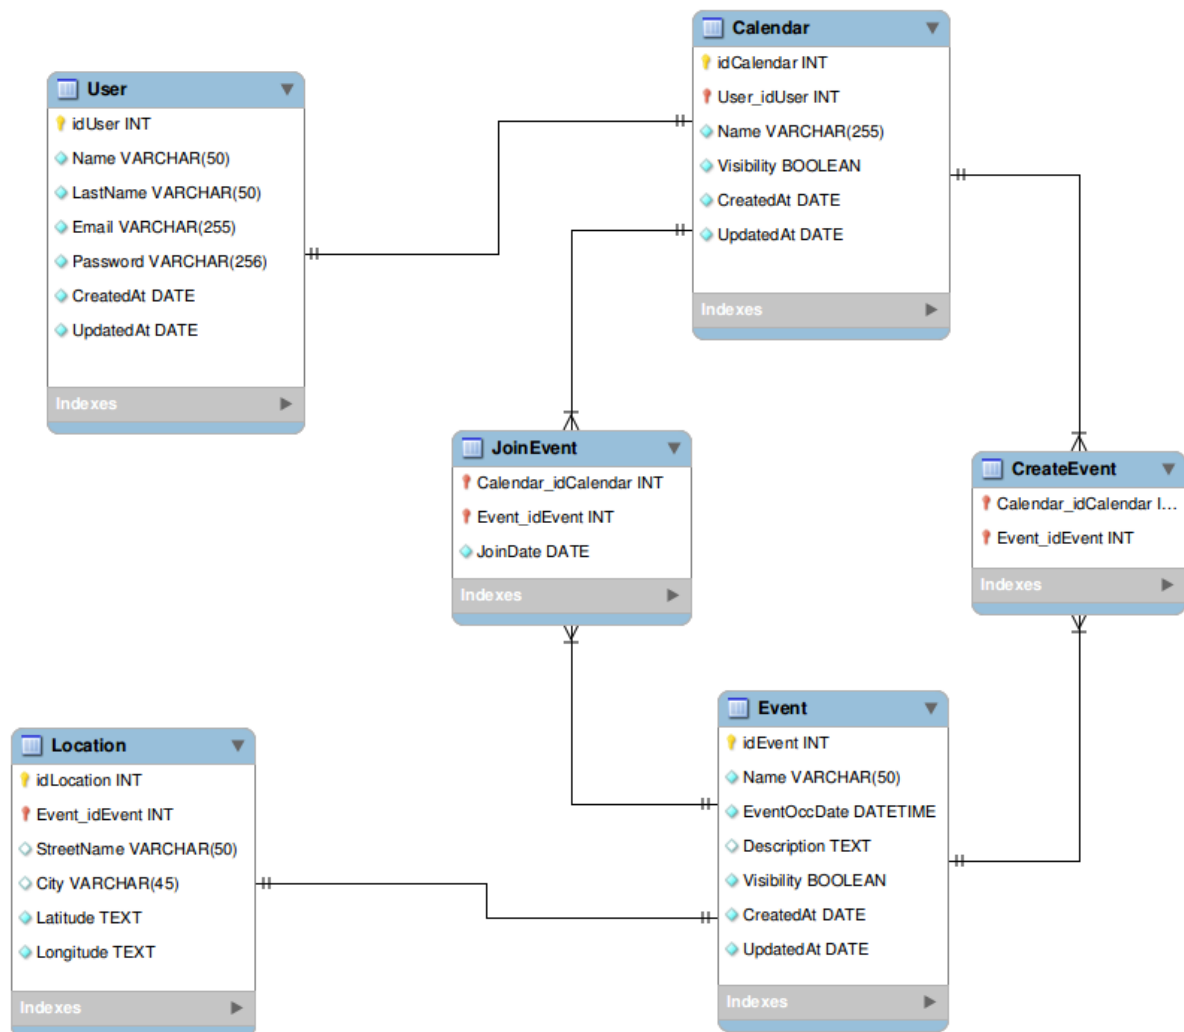 User
idUser INT
Name VARCHAR(50)
LastName VARCHAR(50)
Email VARCHAR(255)
Password VARCHAR(256)
CreatedAt DATE
UpdatedAt DATE
Indexes
Calendar
idCalendar INT
User_idUser INT
Name VARCHAR(255)
Visibility BOOLEAN
CreatedAt DATE
UpdatedAt DATE
Indexes
JoinEvent
Calendar_idCalendar INT
Event_idEvent INT
JoinDate DATE
Indexes
CreateEvent
Calendar_idCalendar I...
Event_idEvent INT
Indexes
Location
idLocation INT
Event_idEvent INT
StreetName VARCHAR(50)
City VARCHAR(45)
Latitude TEXT
Longitude TEXT
Indexes
Event
idEvent INT
Name VARCHAR(50)
EventOccDate DATETIME
Description TEXT
Visibility BOOLEAN
CreatedAt DATE
UpdatedAt DATE
Indexes